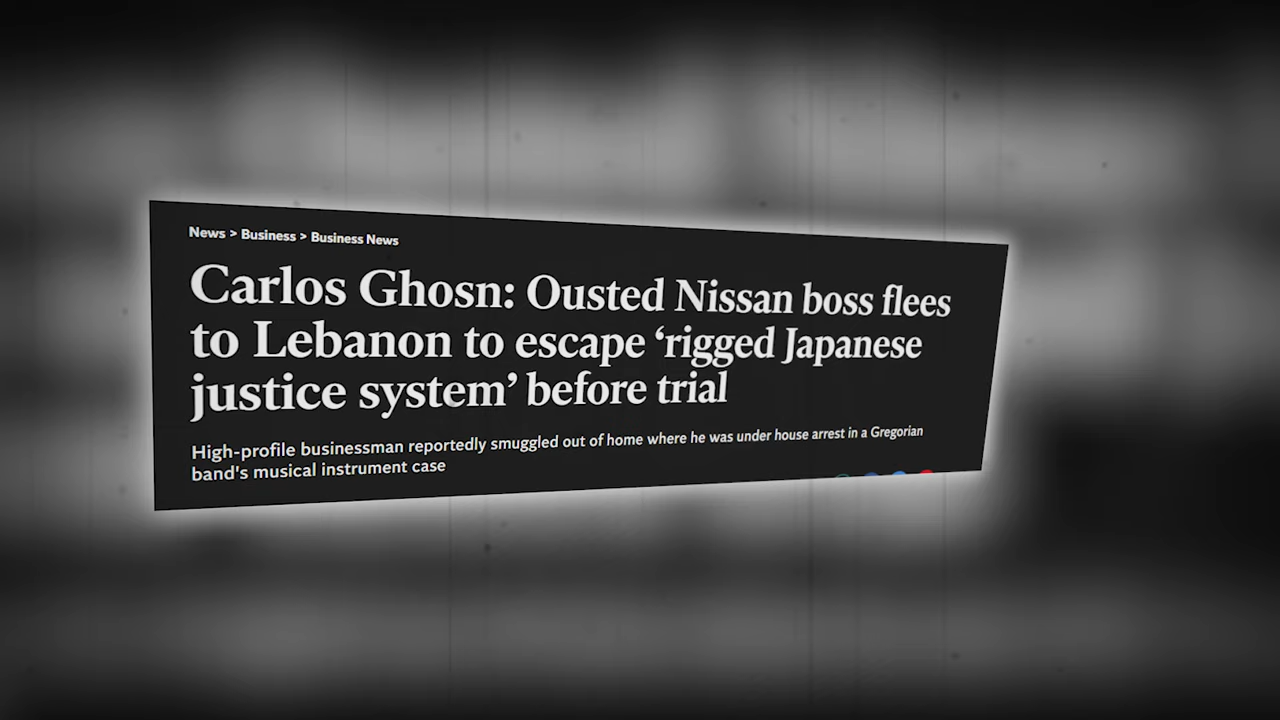 News > Business > Business News
Carlos Ghosn: Ousted Nissan boss flees
to Lebanon to escape ‘rigged Japanese
justice system’ before trial
High-profile businessman reportedly smuggled out of home where he was under house arrest in a Gregorian
band's musical instrument case